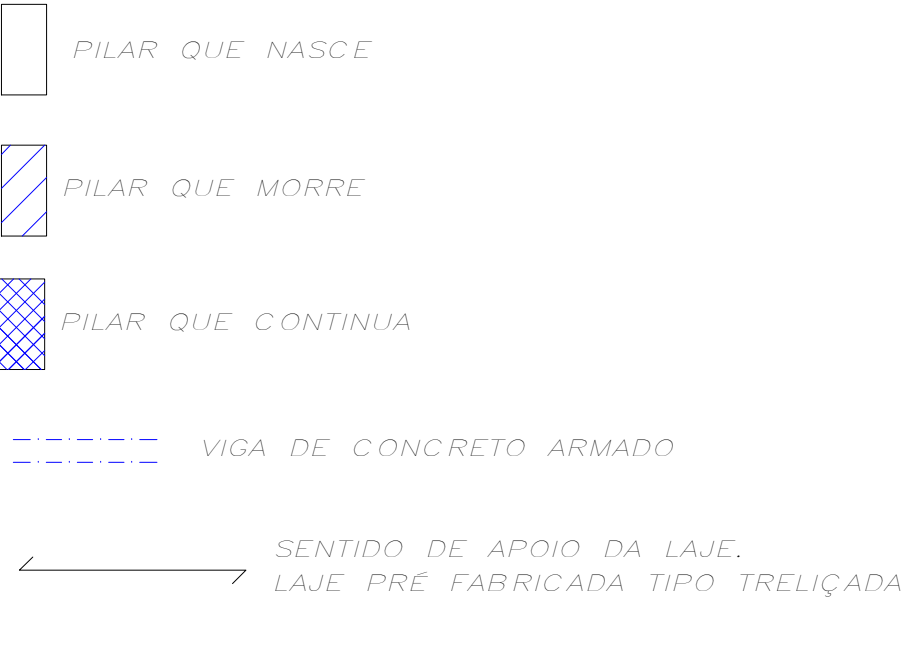 PILAR QUE NASCE
PILAR QUE MORRE
PILAR QUE CONTINUA
VIGA DE CONCRETO ARMADO
SENTIDO DE APOIO DA LAJE.
LAJE PRÉ FABRICADA TIPO TRELIÇADA